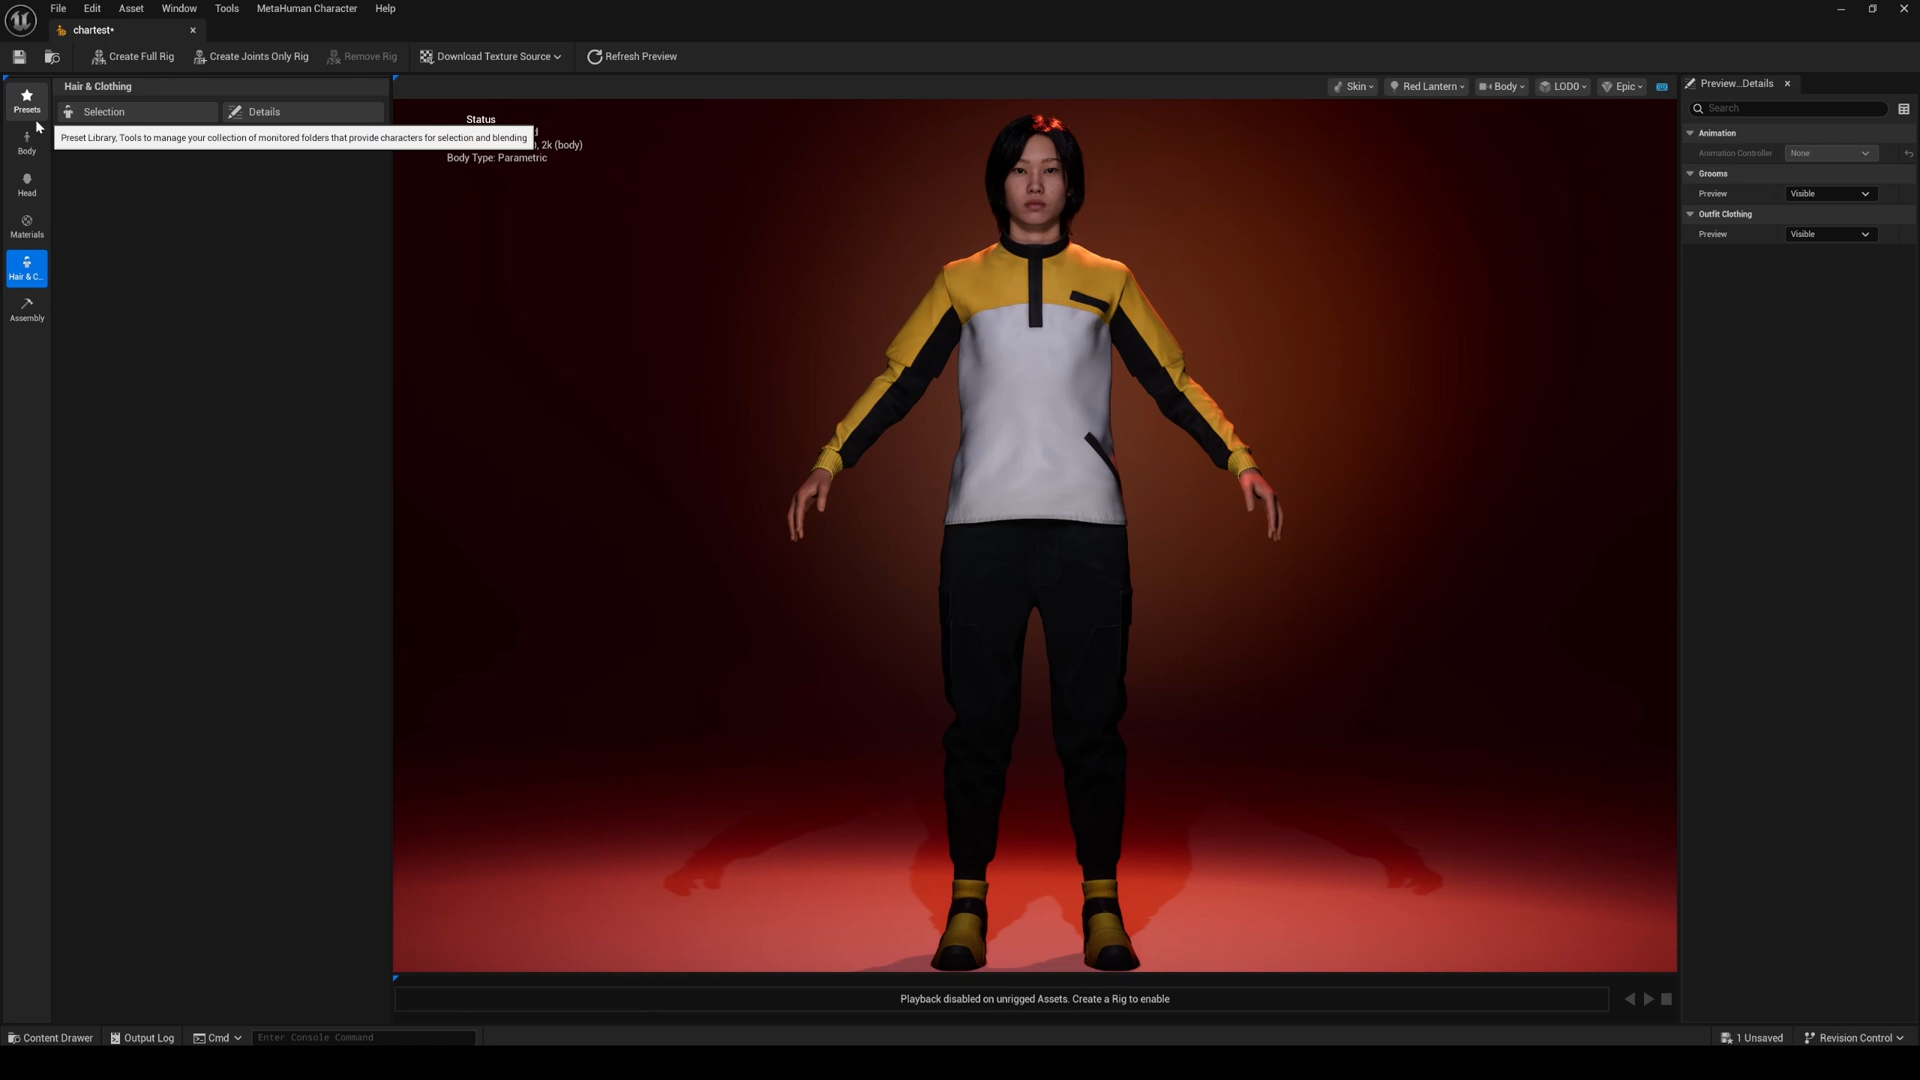 File Edit Asset Window Tools MetaHuman Character Help
chartest*
Create Full Rig Create Joints Only Rig Remove Rig Download Texture Source Refresh Preview
Presets
Body
Head
Materials
Hair & C...
Assembly
Hair & Clothing
Selection Details
Preset Library, Tools to manage your collection of monitored folders that provide characters for selection and blending
Status
, 2k (body)
Body Type: Parametric
Skin Red Lantern Body LOD0 Epic
Preview...Details
Search
Animation
Animation Controller None
Grooms
Preview Visible
Outfit Clothing
Preview Visible
Playback disabled on unrigged Assets. Create a Rig to enable
Content Drawer Output Log Cmd Enter Console Command 1 Unsaved Revision Control